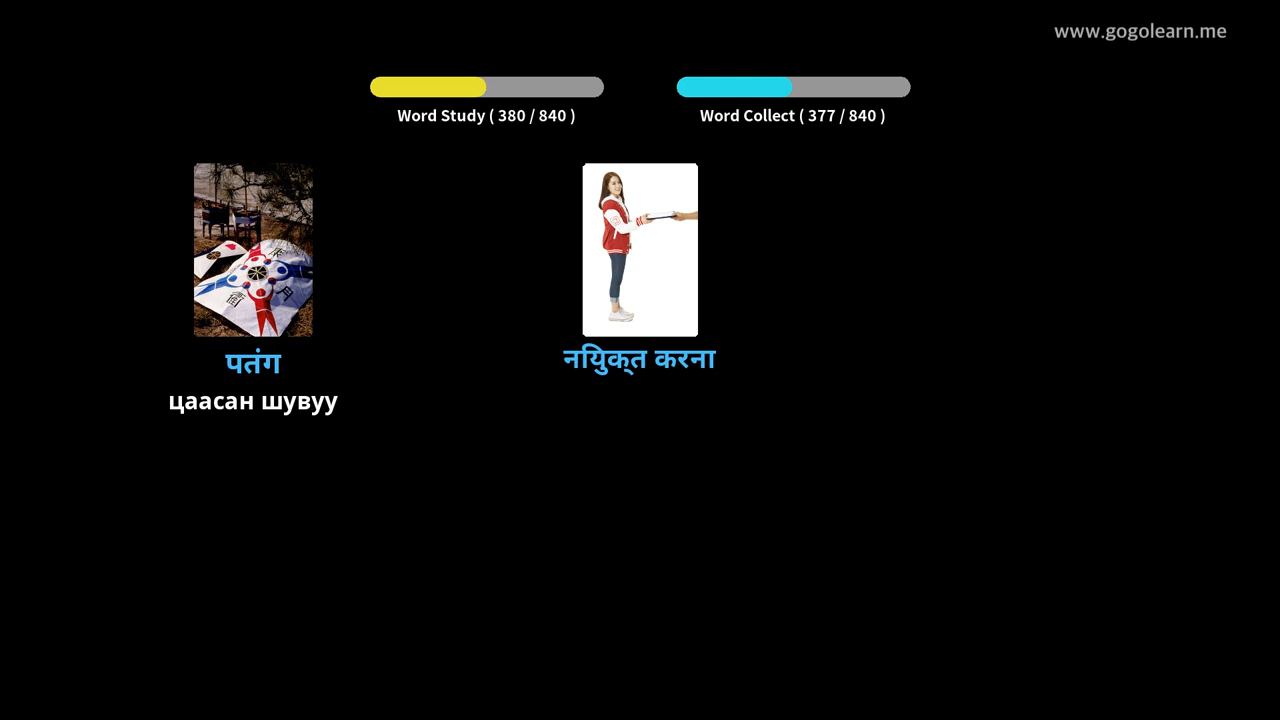 www.gogolearn.me
Word Study ( 380 / 840 )
Word Collect ( 377 / 840 )
पतंग
цаасан шувуу
नियुक्त करना